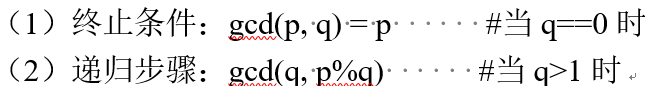 （1）终止条件：gcd(p, q) = p ······ #当 q==0 时
（2）递归步骤：gcd(q, p%q) ······ #当 q>1 时